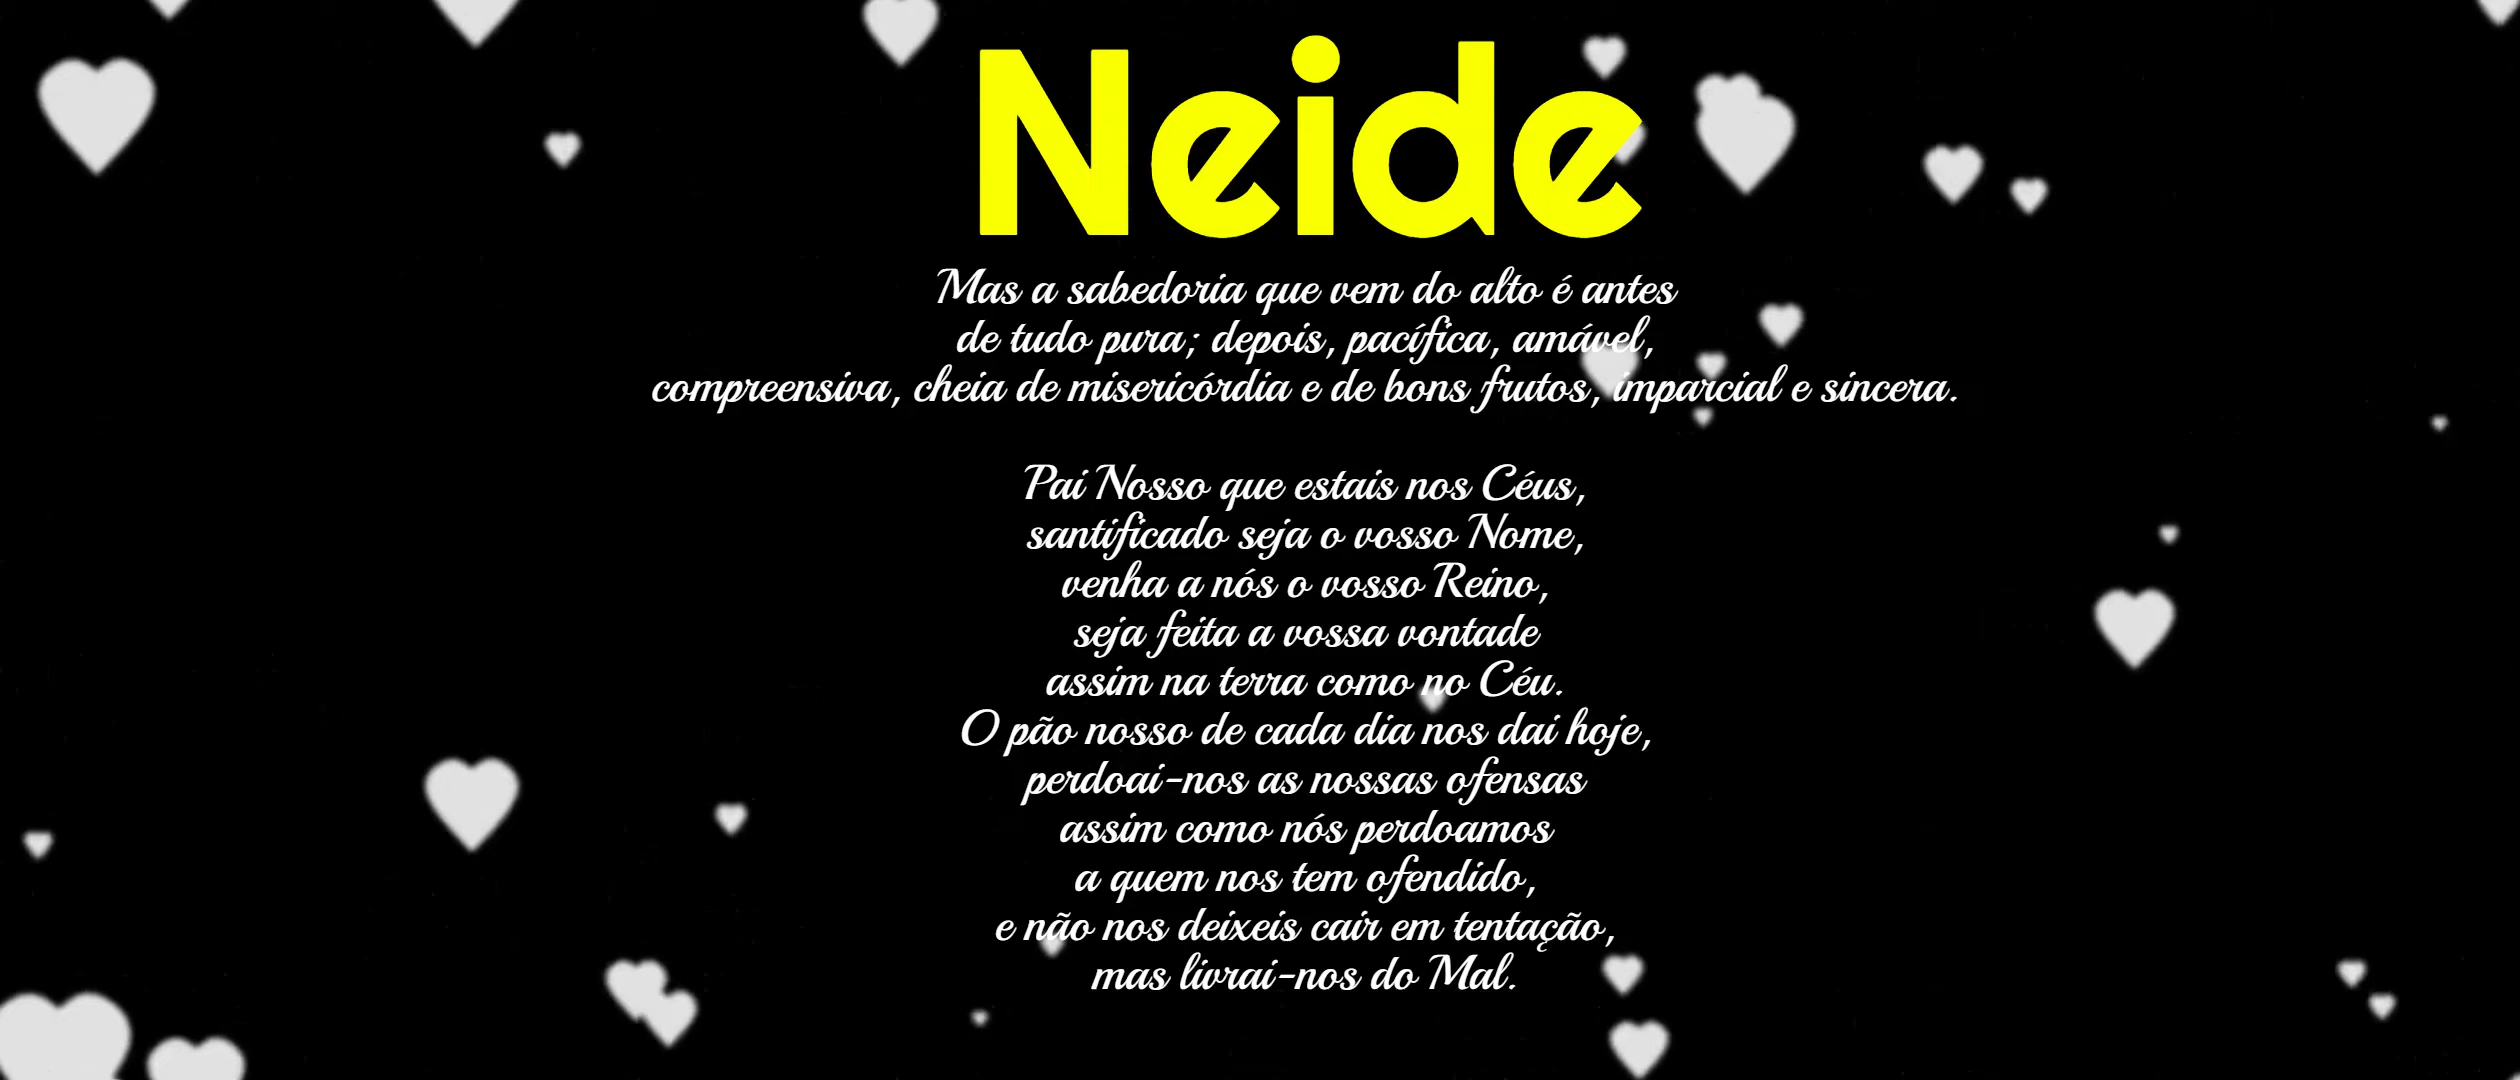 Neide
Mas a sabedoria que vem do alto é antes
de tudo pura; depois, pacífica, amável,
compreensiva, cheia de misericórdia e de bons frutos, imparcial e sincera.
Pai Nosso que estais nos Céus,
santificado seja o vosso Nome,
venha a nós o vosso Reino,
seja feita a vossa vontade
assim na terra como no Céu.
O pão nosso de cada dia nos dai hoje,
perdoai-nos as nossas ofensas
assim como nós perdoamos
a quem nos tem ofendido,
e não nos deixeis cair em tentação,
mas livrai-nos do Mal.